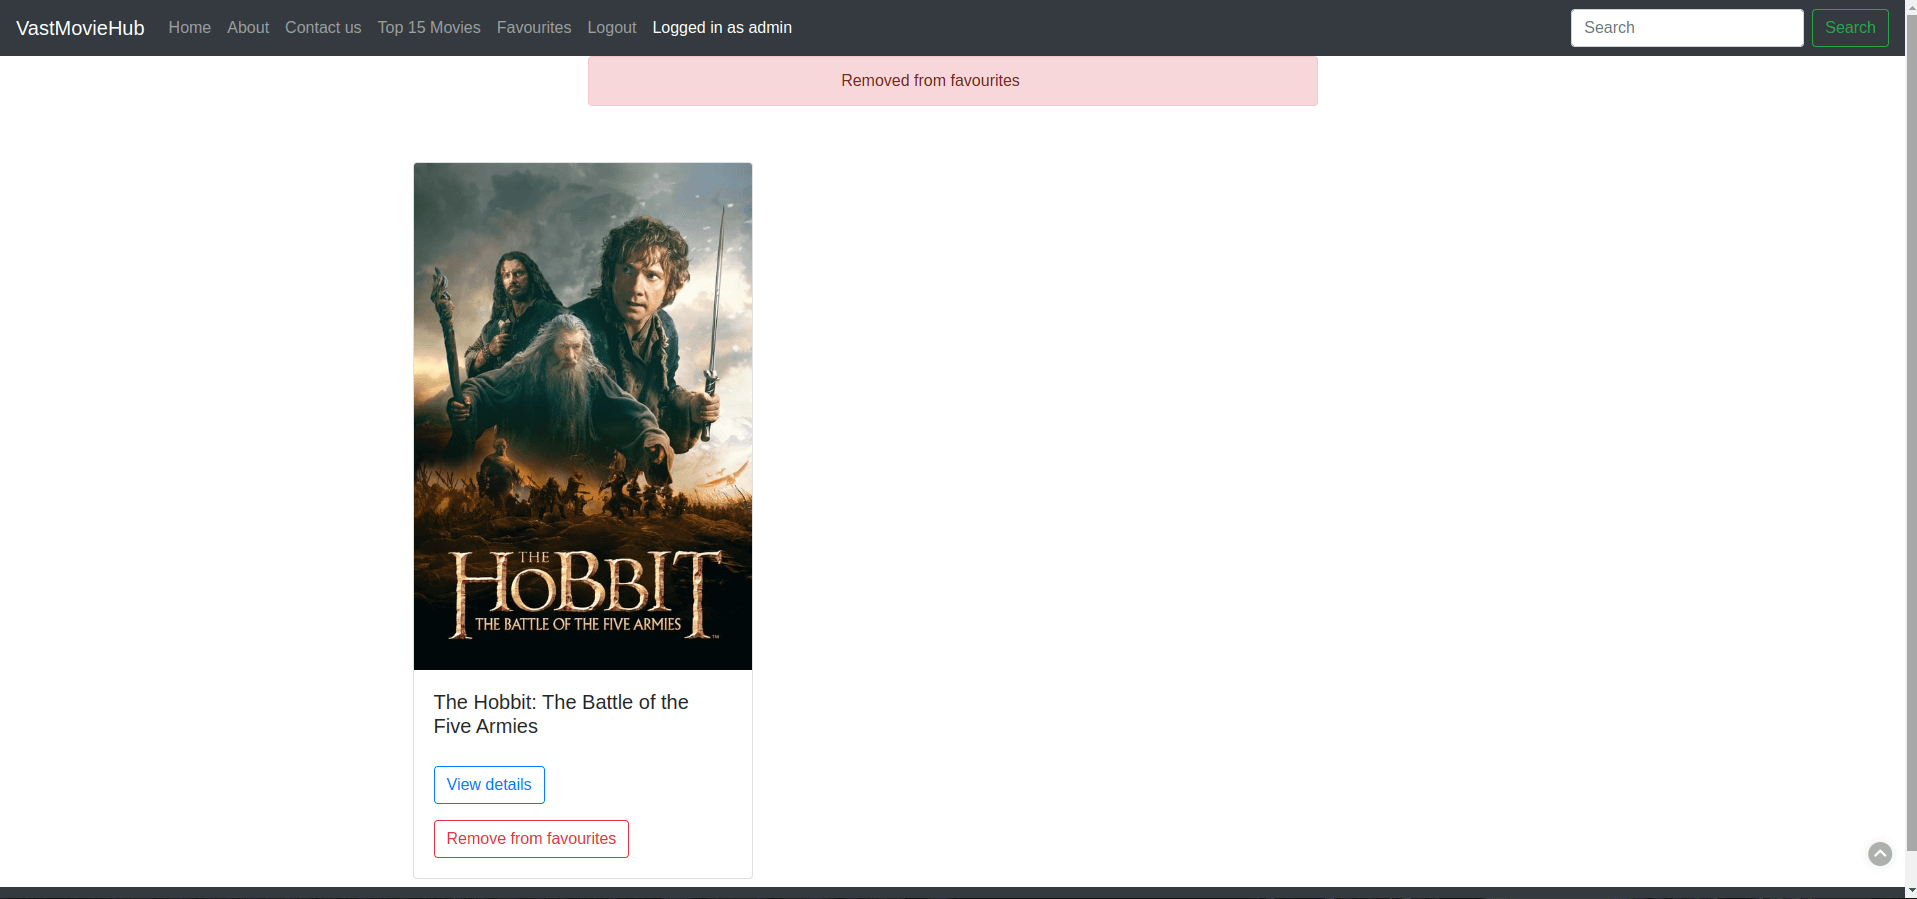 VastMovieHub Home About Contact us Top 15 Movies Favourites Logout Logged in as admin Search Search
Removed from favourites
THE
HOBBIT
THE BATTLE OF THE FIVE ARMIES
TM
The Hobbit: The Battle of the
Five Armies
View details
Remove from favourites